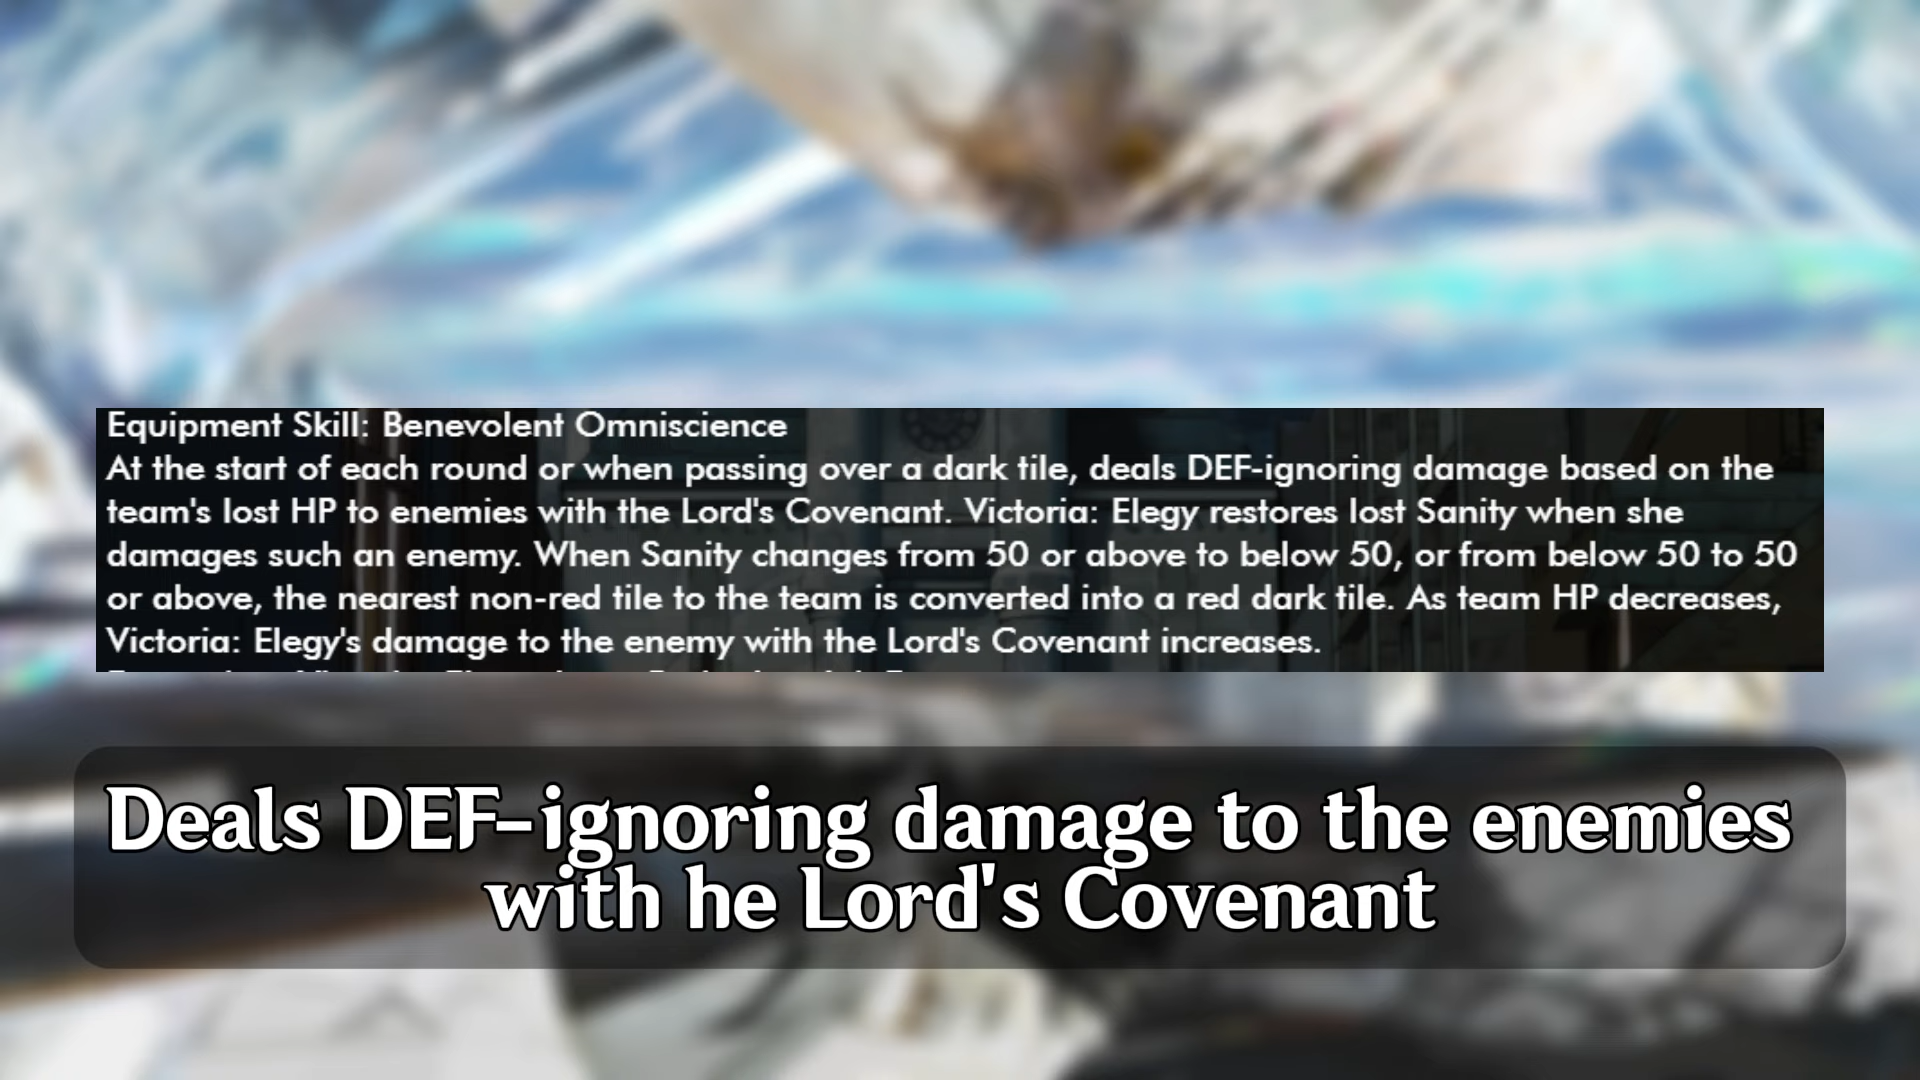 Equipment Skill: Benevolent Omniscience
At the start of each round or when passing over a dark tile, deals DEF-ignoring damage based on the
team's lost HP to enemies with the Lord's Covenant. Victoria: Elegy restores lost Sanity when she
damages such an enemy. When Sanity changes from 50 or above to below 50, or from below 50 to 50
or above, the nearest non-red tile to the team is converted into a red dark tile. As team HP decreases,
Victoria: Elegy's damage to the enemy with the Lord's Covenant increases.
Deals DEF-ignoring damage to the enemies
with he Lord's Covenant